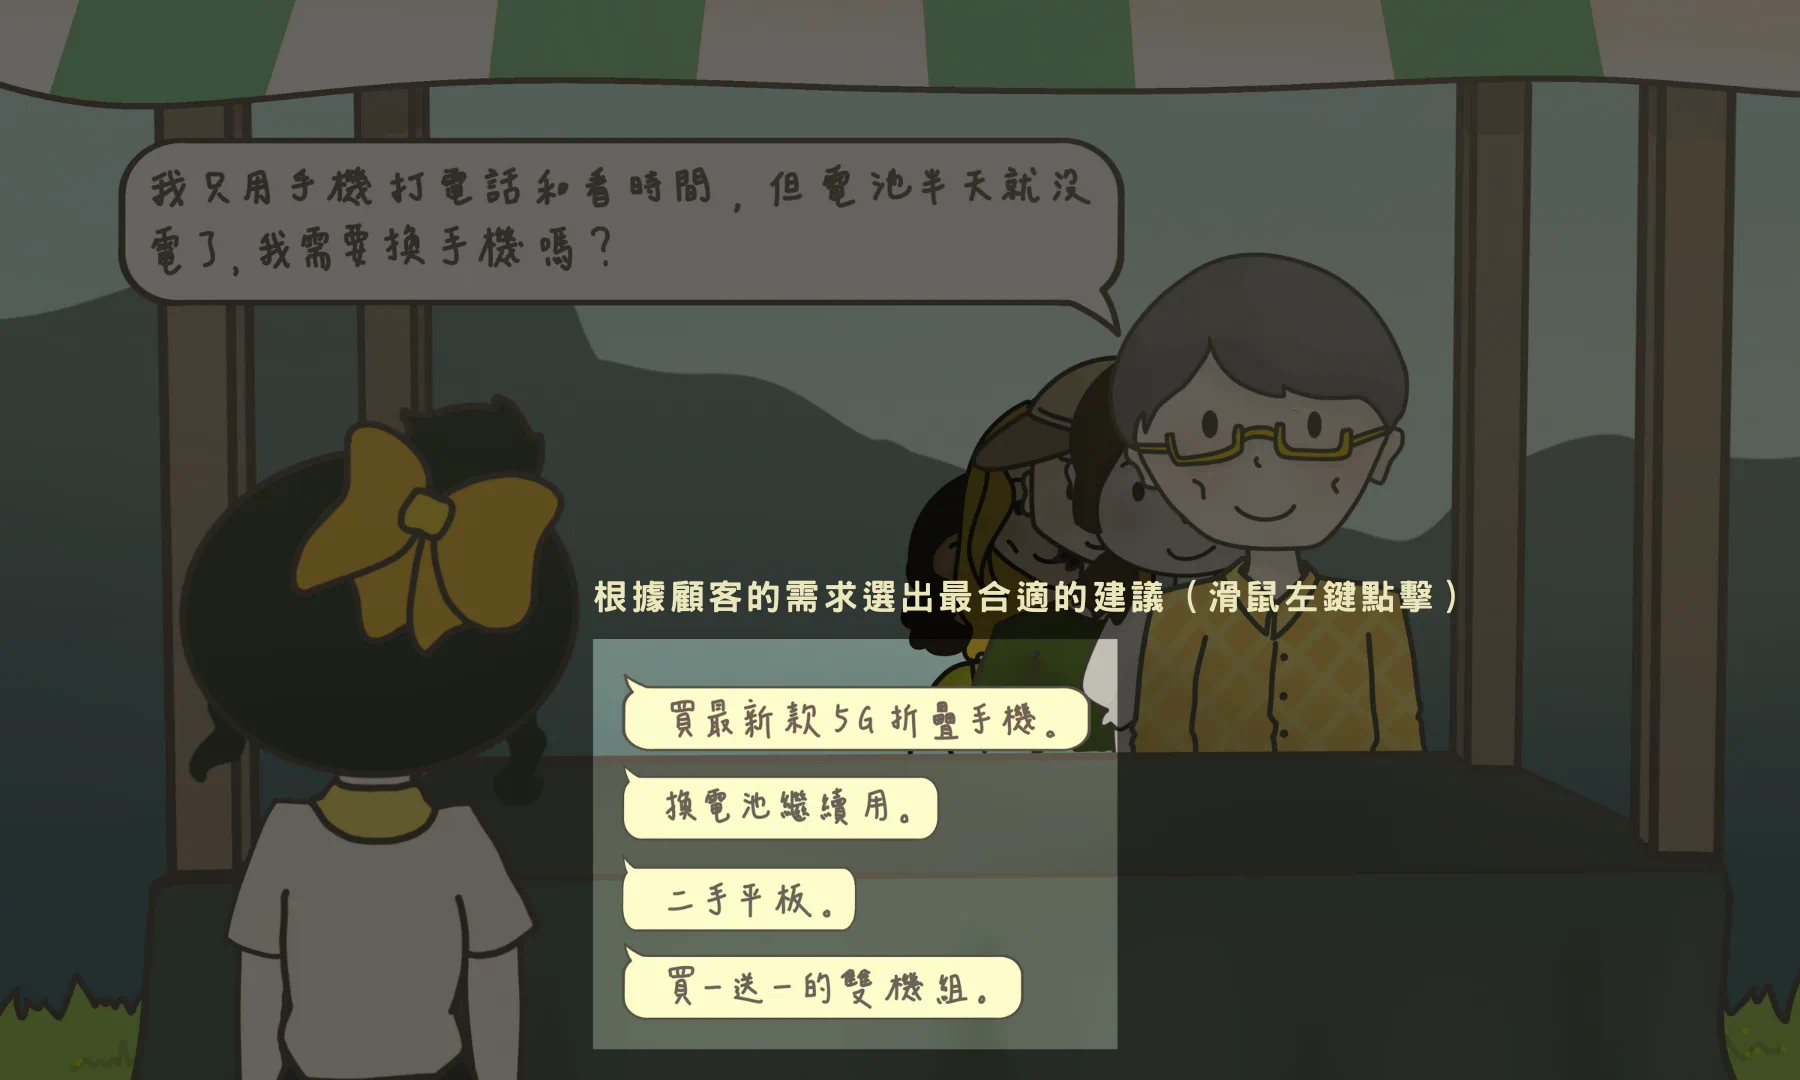 我只用手機打電話和看時間，但電池半天就沒
電了，我需要換手機嗎？
根據顧客的需求選出最合適的建議（滑鼠左鍵點擊）
買最新款5G折疊手機。
換電池繼續用。
二手平板。
買一送一的雙機組。